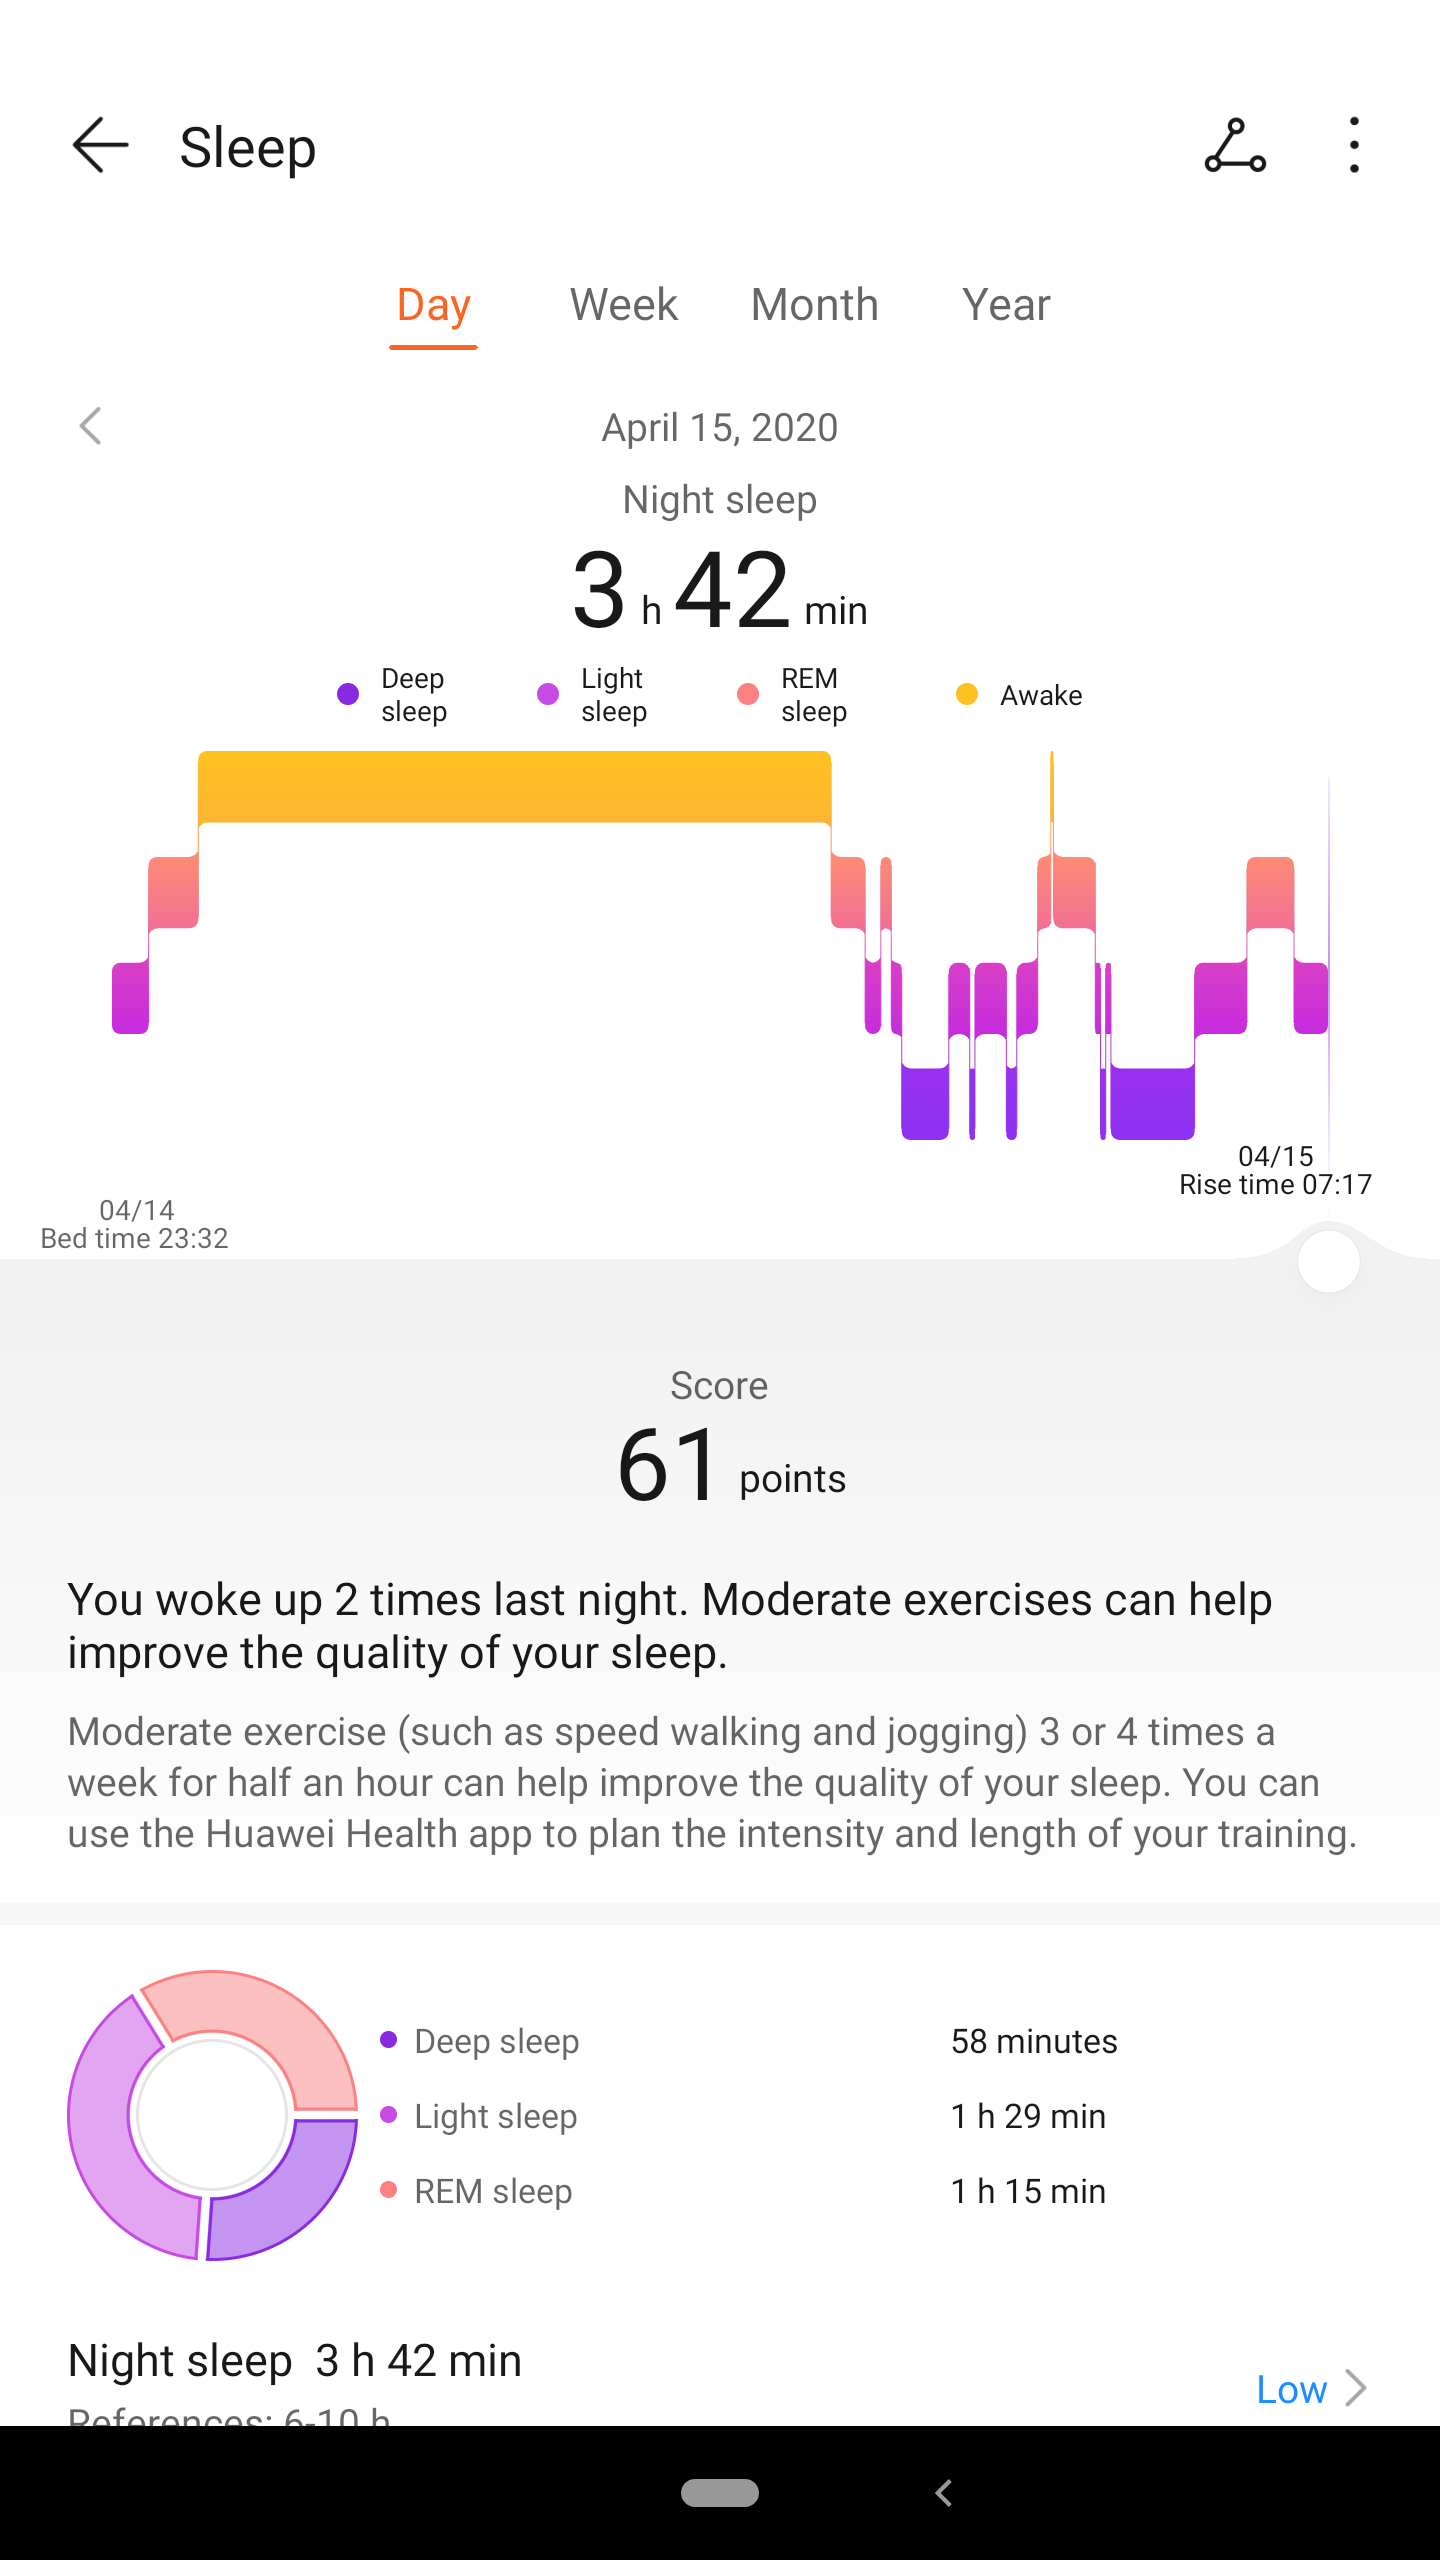 Sleep
Day Week Month Year
April 15, 2020
Night sleep
3 h 42 min
Deep sleep
Light sleep
REM sleep
Awake
04/15
Rise time 07:17
04/14
Bed time 23:32
Score
61 points
You woke up 2 times last night. Moderate exercises can help
improve the quality of your sleep.
Moderate exercise (such as speed walking and jogging) 3 or 4 times a
week for half an hour can help improve the quality of your sleep. You can
use the Huawei Health app to plan the intensity and length of your training.
Deep sleep 58 minutes
Light sleep 1 h 29 min
REM sleep 1 h 15 min
Night sleep 3 h 42 min
Low
References: 6-10 h